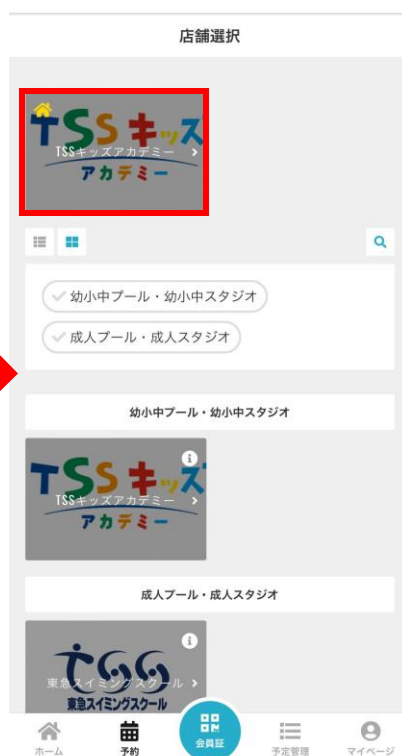 店舗選択
TSSキッズ
TSSキッズアカデミー
アカデミー
幼小中プール・幼小中スタジオ
成人プール・成人スタジオ
幼小中プール・幼小中スタジオ
TSSキッズ
TSSキッズアカデミー
アカデミー
成人プール・成人スタジオ
TSS
東急スイミングスクール
東急スイミングスクール
ホーム
予約
会員証
予定管理
マイページ